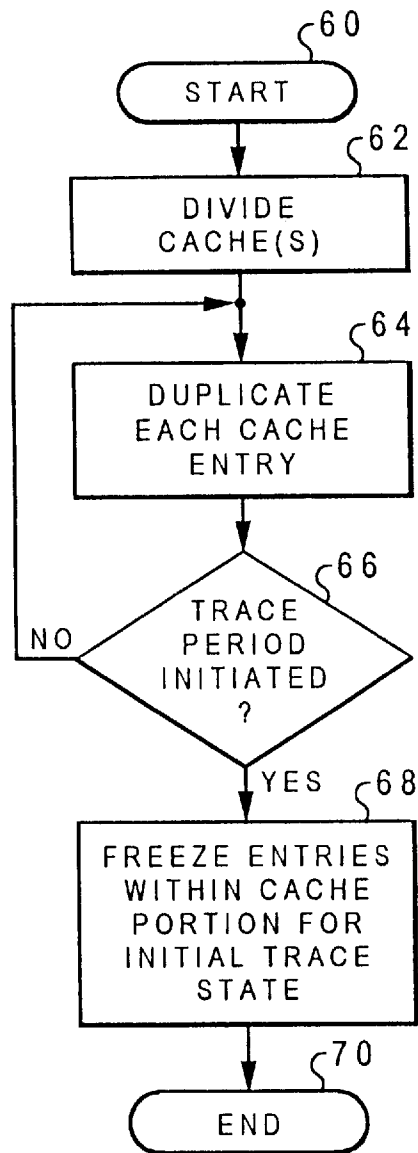 60
START
62
DIVIDE
CACHE(S)
64
DUPLICATE
EACH CACHE
ENTRY
66
TRACE
PERIOD
INITIATED
?
NO
YES
68
FREEZE ENTRIES
WITHIN CACHE
PORTION FOR
INITIAL TRACE
STATE
70
END